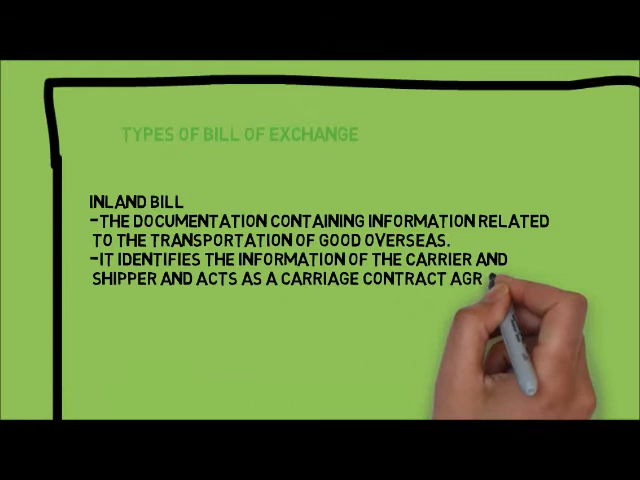 TYPES OF BILL OF EXCHANGE
INLAND BILL
-THE DOCUMENTATION CONTAINING INFORMATION RELATED
TO THE TRANSPORTATION OF GOOD OVERSEAS.
-IT IDENTIFIES THE INFORMATION OF THE CARRIER AND
SHIPPER AND ACTS AS A CARRIAGE CONTRACT AGR